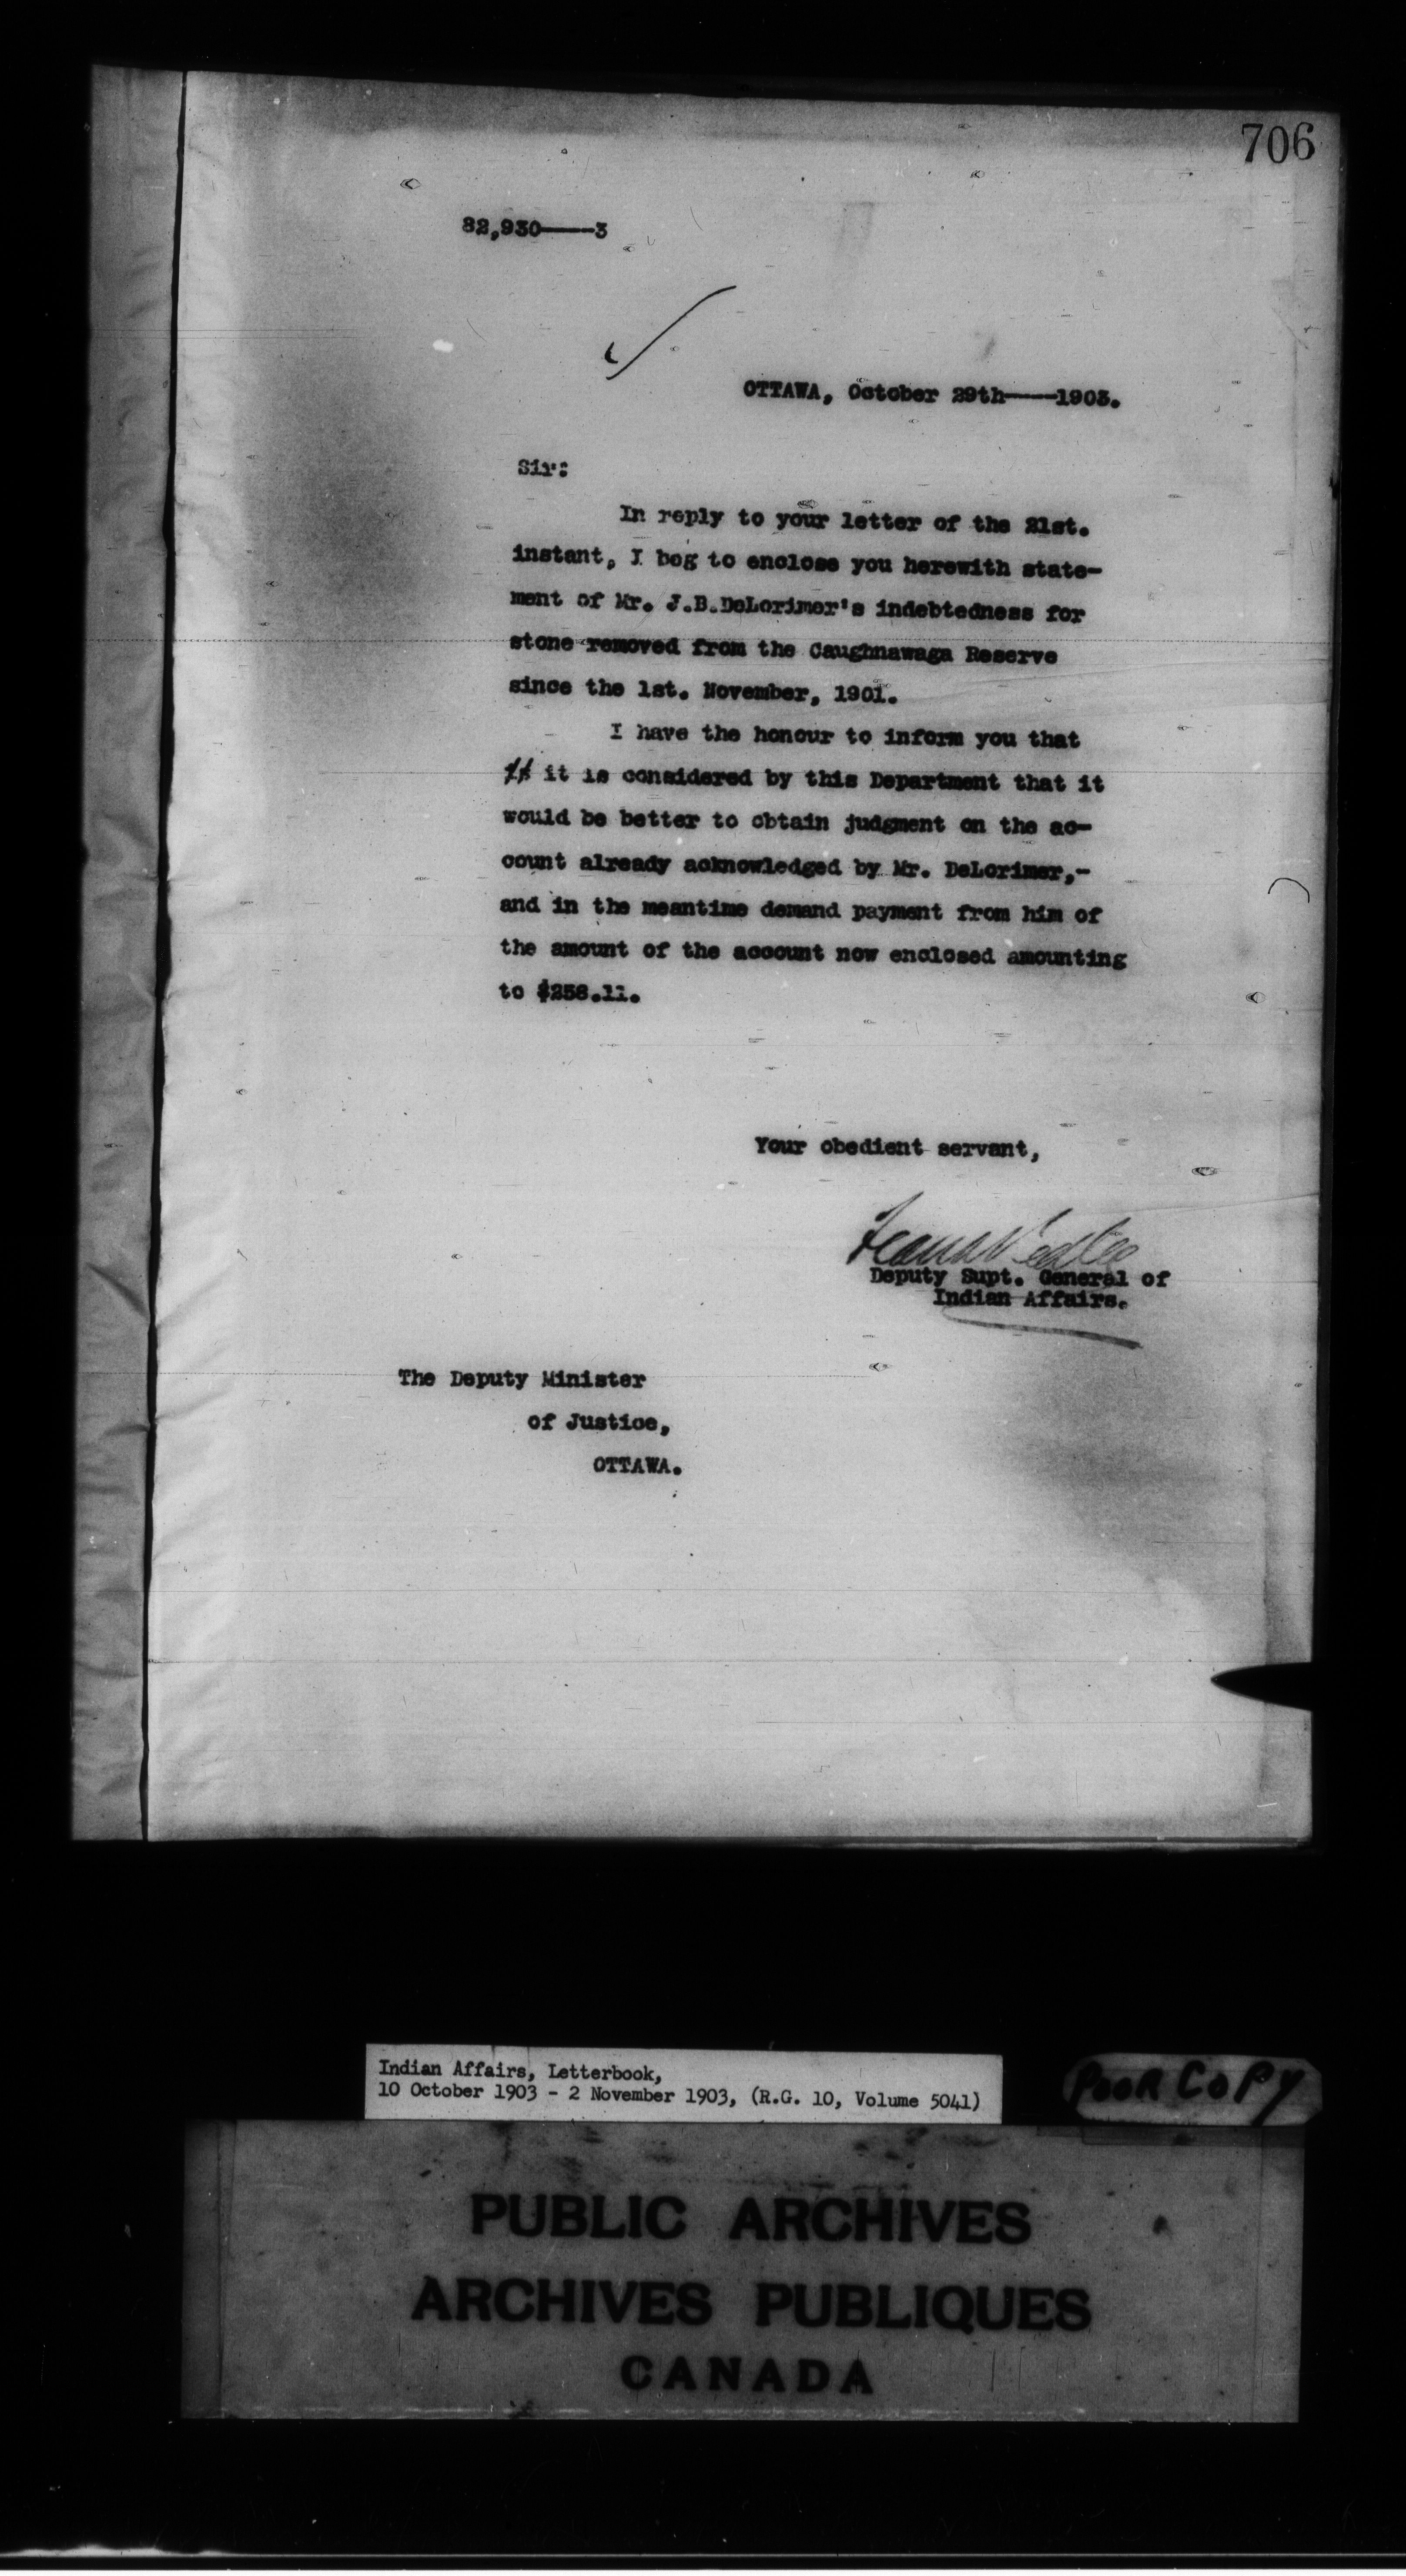 706
82,930----3
OTTAWA, October 29th----1903.
Sir:
In reply to your letter of the 21st.
instant, I beg to enclose you herewith state-
ment of Mr. J.B.DeLorimer's indebtedness for
stone removed from the Caughnawaga Reserve
since the 1st. November, 1901.
I have the honour to inform you that
it is considered by this Department that it
would be better to obtain judgment on the ac-
count already acknowledged by Mr. DeLorimer,-
and in the meantime demand payment from him of
the amount of the account now enclosed amounting
to $258.11.
Your obedient servant,
Frank Pedley
Deputy Supt. General of
Indian Affairs.
The Deputy Minister
of Justice,
OTTAWA.
Indian Affairs, Letterbook,
10 October 1903 - 2 November 1903, (R.G. 10, Volume 5041)
POOR COPY
PUBLIC ARCHIVES
ARCHIVES PUBLIQUES
CANADA